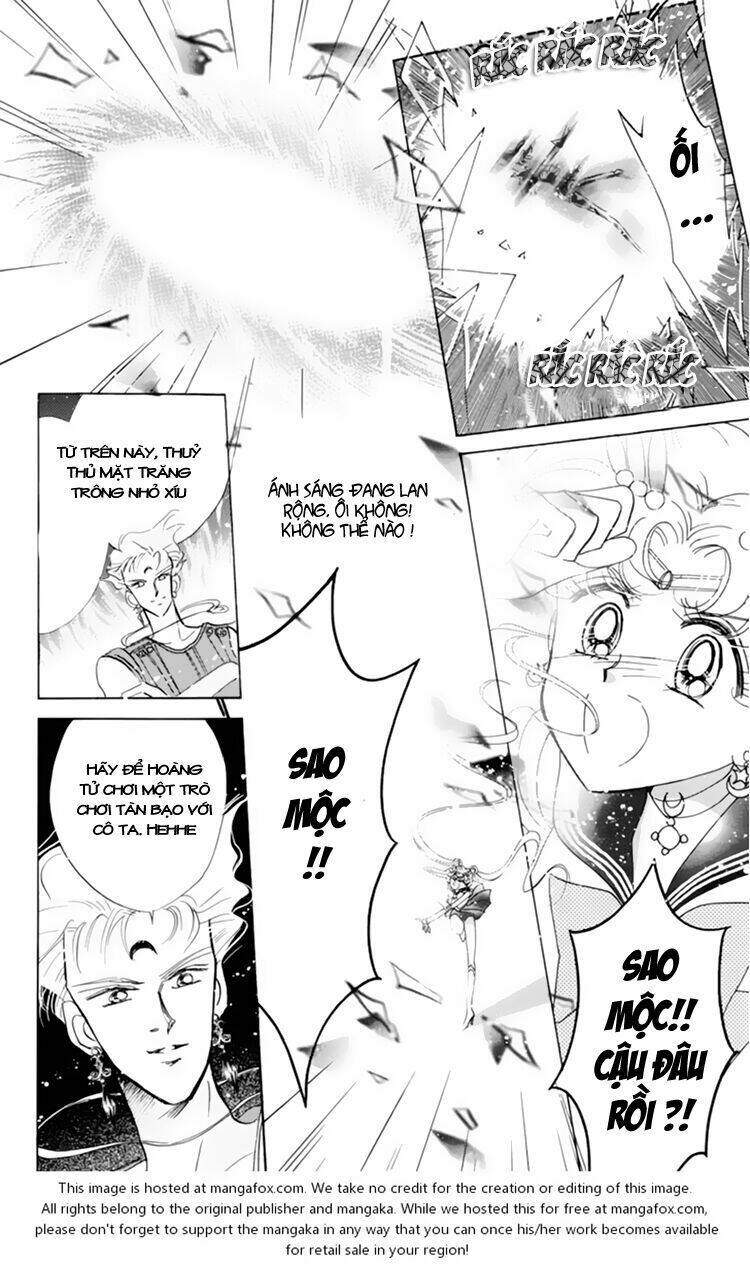 RẮC RẮC RẮC
ỐI
...
RẮC RẮC RẮC
TỪ TRÊN NÀY, THUỶ
THỦ MẶT TRĂNG
TRÔNG NHỎ XÍU
ÁNH SÁNG ĐANG LAN
RỘNG. ÔI KHÔNG!
KHÔNG THỂ NÀO !
HÃY ĐỂ HOÀNG
TỬ CHƠI MỘT TRÒ
CHƠI TÀN BẠO VỚI
CÔ TA. HEHHE
SAO
MỘC
!!
SAO
MỘC!!
CẬU ĐÂU
RỒI ?!
This image is hosted at mangafox.com. We take no credit for the creation or editing of this image.
All rights belong to the original publisher and mangaka. While we hosted this for free at mangafox.com,
please don't forget to support the mangaka in any way that you can once his/her work becomes available
for retail sale in your region!